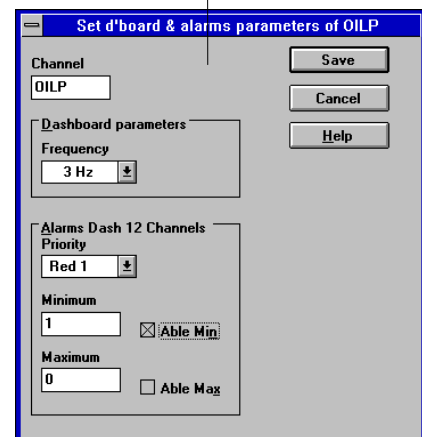 Set d'board & alarms parameters of OILP
Channel
OILP
Save
Cancel
Help
Dashboard parameters
Frequency
3 Hz
Alarms Dash 12 Channels
Priority
Red 1
Minimum
1
Able Min
Maximum
0
Able Max